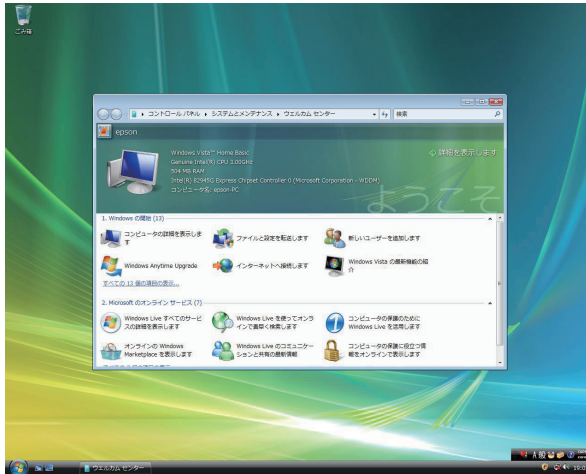 ごみ箱
コントロール パネル ▸ システムとメンテナンス ▸ ウエルカム センター
検索
epson
Windows Vista™ Home Basic
Genuine Intel(R) CPU 3.00GHz
504 MB RAM
Intel(R) 82945G Express Chipset Controller 0 (Microsoft Corporation - WDDM)
コンピュータ名: epson-PC
詳細を表示します
ようこそ
1. Windows の開始 (13)
コンピュータの詳細を表示しま
す
ファイルと設定を転送します
新しいユーザーを追加します
Windows Anytime Upgrade
インターネットへ接続します
Windows Vista の最新機能の紹
介
すべての 13 個の項目の表示...
2. Microsoft のオンライン サービス (7)
Windows Live すべてのサービ
スの詳細を表示します
Windows Live を使ってオンラ
インで素早く検索します
コンピュータの保護のために
Windows Live を活用します
オンラインの Windows
Marketplace を表示します
Windows Live のコミュニケー
ションと共有の最新情報
コンピュータの保護に役立つ情
報をオンラインで表示します
A 般
ウエルカム センター